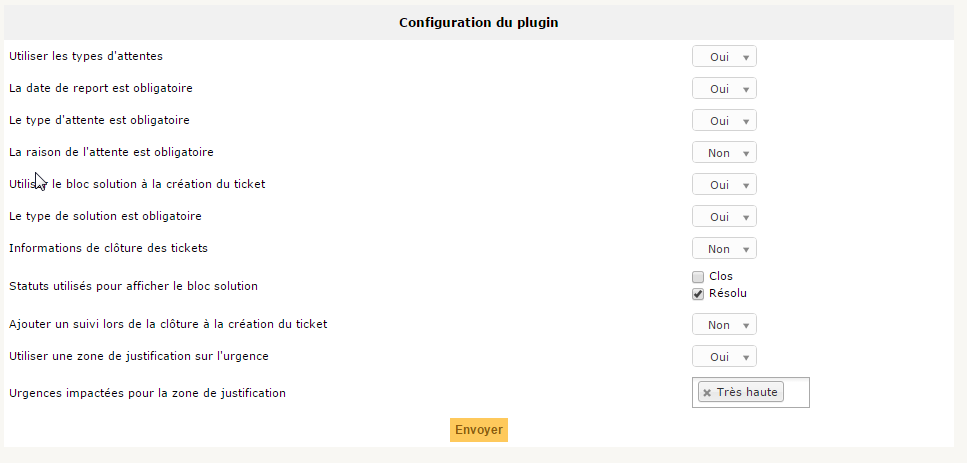 Configuration du plugin
Utiliser les types d'attentes Oui
La date de report est obligatoire Oui
Le type d'attente est obligatoire Oui
La raison de l'attente est obligatoire Non
Utiliser le bloc solution à la création du ticket Oui
Le type de solution est obligatoire Oui
Informations de clôture des tickets Non
Statuts utilisés pour afficher le bloc solution
Clos
Résolu
Ajouter un suivi lors de la clôture à la création du ticket Non
Utiliser une zone de justification sur l'urgence Oui
Urgences impactées pour la zone de justification Très haute
Envoyer